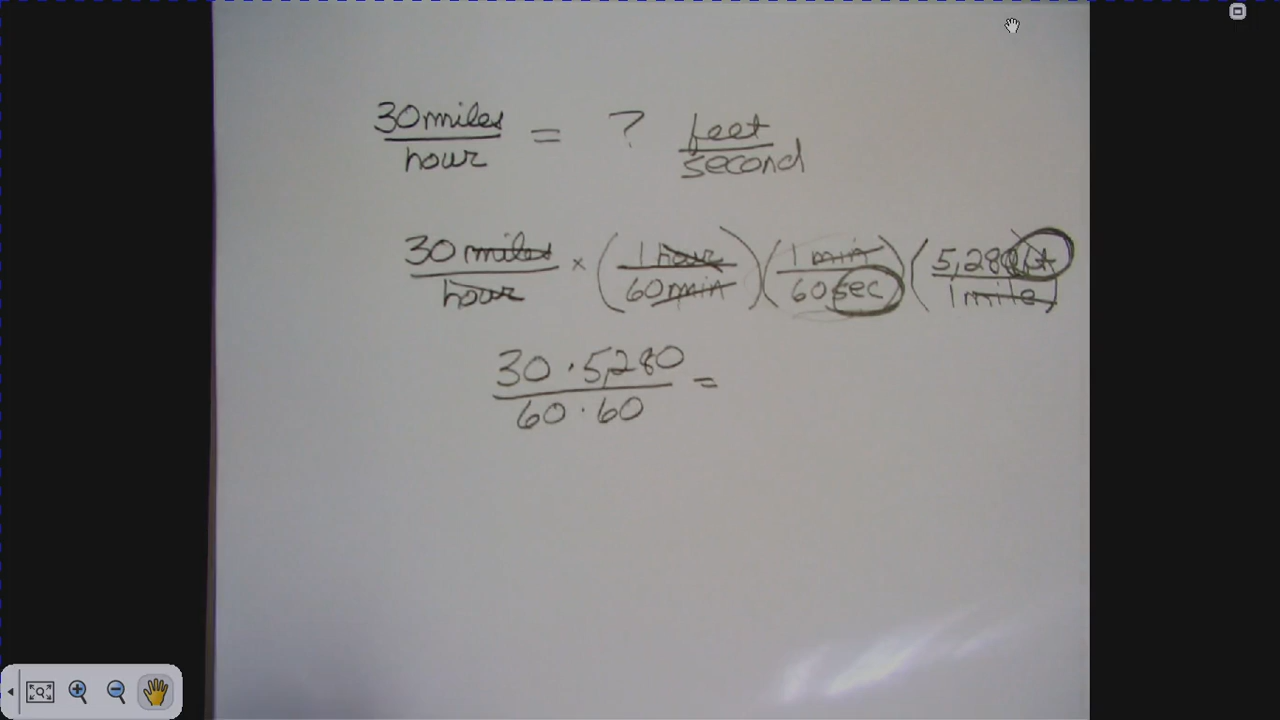 30 miles = ? feet
hour second
30 miles × (1 hour) (1 min) (5,280 ft
hour 60 min 60 sec 1 mile)
30 · 5,280 =
60 · 60